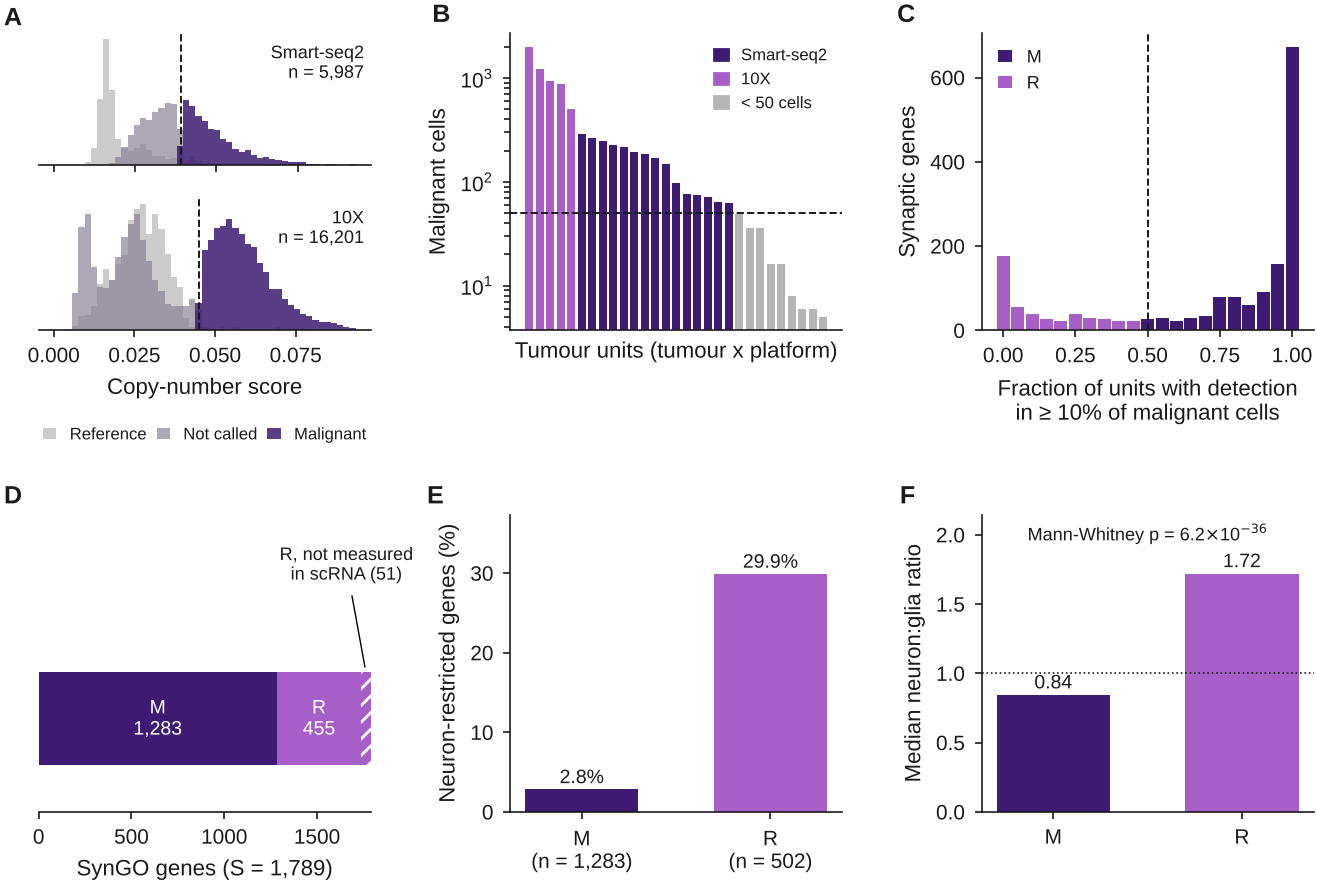 A
Smart-seq2
n = 5,987
10X
n = 16,201
0.000 0.025 0.050 0.075
Copy-number score
Reference Not called Malignant
B
Malignant cells
10³
10²
10¹
Smart-seq2
10X
< 50 cells
Tumour units (tumour x platform)
C
Synaptic genes
600
400
200
0
M
R
0.00 0.25 0.50 0.75 1.00
Fraction of units with detection
in ≥ 10% of malignant cells
D
R, not measured
in scRNA (51)
M
1,283
R
455
0 500 1000 1500
SynGO genes (S = 1,789)
E
Neuron-restricted genes (%)
30
20
10
0
2.8%
29.9%
M
(n = 1,283)
R
(n = 502)
F
Median neuron:glia ratio
2.0
1.5
1.0
0.5
0.0
Mann-Whitney p = 6.2×10⁻³⁶
1.72
0.84
M R